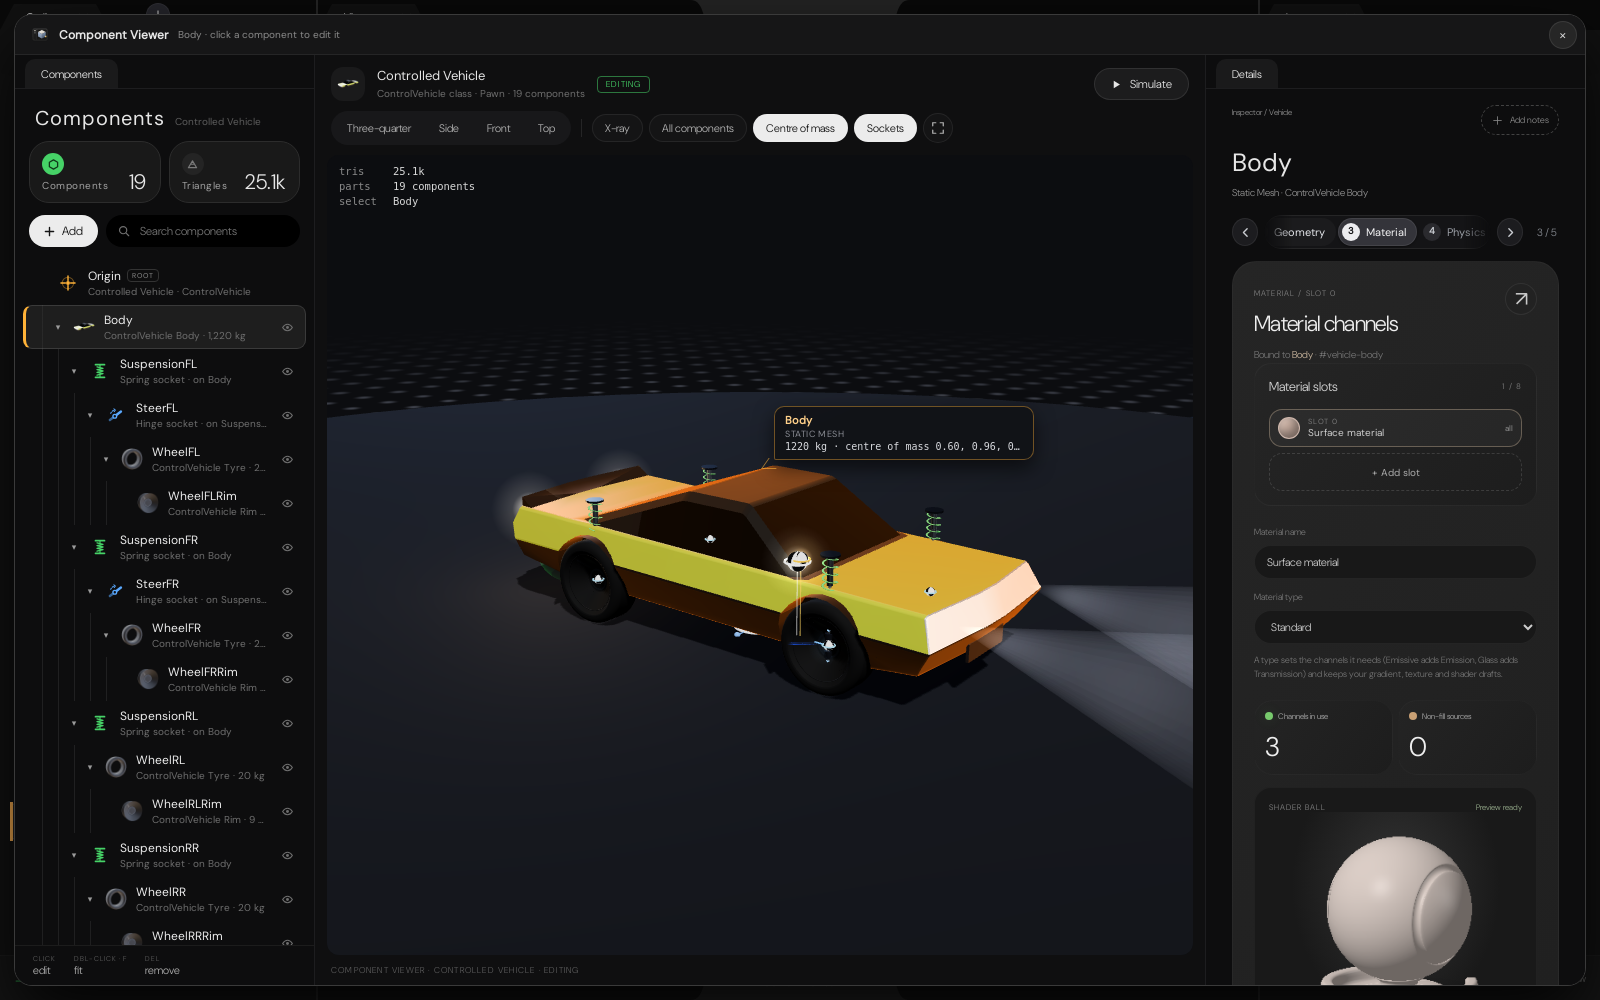 Component Viewer
Body · click a component to edit it
×
Components
Components
Controlled Vehicle
Components
19
Triangles
25.1k
Add
Search components
Origin
ROOT
Controlled Vehicle · ControlVehicle
Body
ControlVehicle Body · 1,220 kg
SuspensionFL
Spring socket · on Body
SteerFL
Hinge socket · on Suspens…
WheelFL
ControlVehicle Tyre · 2…
WheelFLRim
ControlVehicle Rim …
SuspensionFR
Spring socket · on Body
SteerFR
Hinge socket · on Suspens…
WheelFR
ControlVehicle Tyre · 2…
WheelFRRim
ControlVehicle Rim …
SuspensionRL
Spring socket · on Body
WheelRL
ControlVehicle Tyre · 20 kg
WheelRLRim
ControlVehicle Rim · 9 …
SuspensionRR
Spring socket · on Body
WheelRR
ControlVehicle Tyre · 20 kg
WheelRRRim
CLICK
edit
DBL-CLICK · F
fit
DEL
remove
Controlled Vehicle
ControlVehicle class · Pawn · 19 components
EDITING
Simulate
Three-quarter
Side
Front
Top
X-ray
All components
Centre of mass
Sockets
tris 25.1k
parts 19 components
select Body
Body
STATIC MESH
1220 kg · centre of mass 0.60, 0.96, 0…
COMPONENT VIEWER · CONTROLLED VEHICLE · EDITING
Details
Inspector / Vehicle
Add notes
Body
Static Mesh · ControlVehicle Body
Geometry
3 Material
4 Physics
3 / 5
MATERIAL / SLOT 0
Material channels
Bound to Body · #vehicle-body
Material slots
1 / 8
SLOT 0
Surface material
all
+ Add slot
Material name
Surface material
Material type
Standard
A type sets the channels it needs (Emissive adds Emission, Glass adds
Transmission) and keeps your gradient, texture and shader drafts.
Channels in use
3
Non-fill sources
0
SHADER BALL
Preview ready